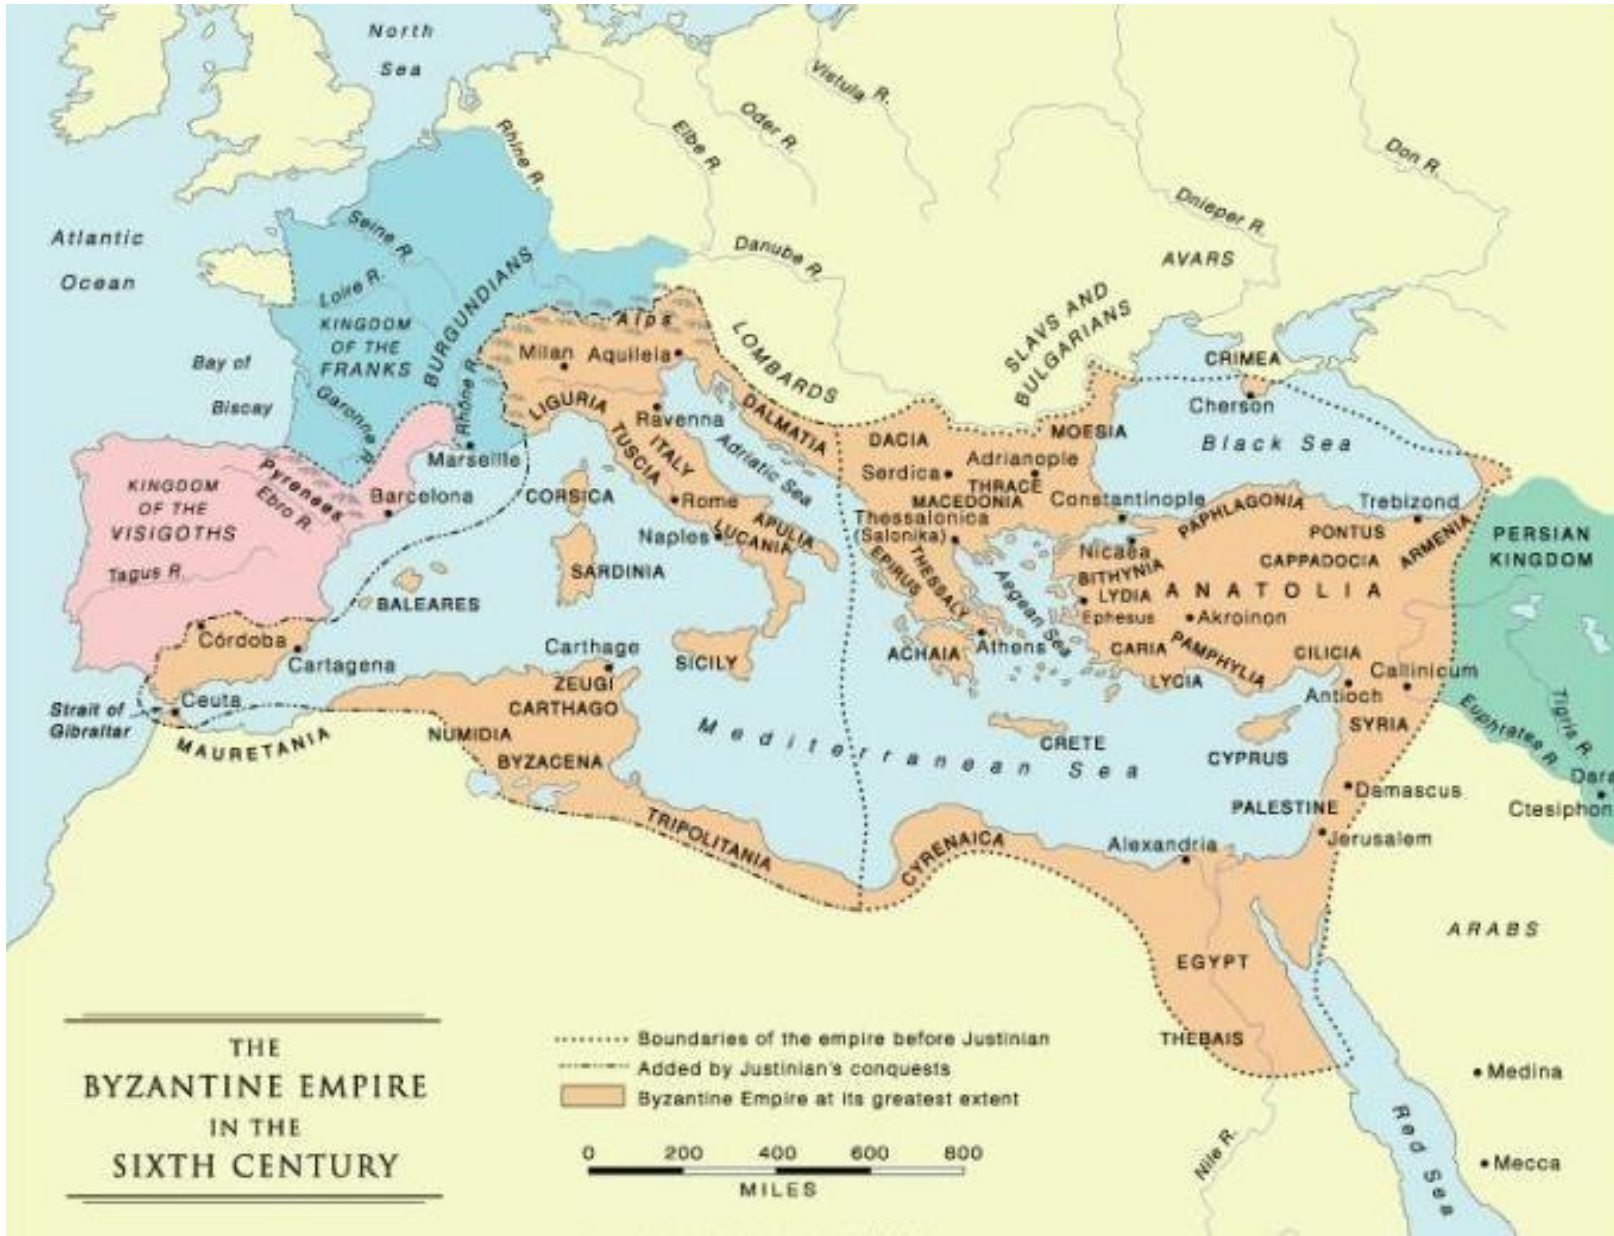 North
Sea
Vistula R.
Oder R.
Elbe R.
Rhine R.
Don R.
Dnieper R.
AVARS
Atlantic
Ocean
Seine R.
Danube R.
Loire R.
KINGDOM
OF THE
FRANKS
BURGUNDIANS
Alps
LOMBARDS
SLAVS AND
BULGARIANS
CRIMEA
Cherson
Black Sea
Bay of
Biscay
Garonne R.
Rhône R.
Milan
Aquileia
LIGURIA
Ravenna
DALMATIA
TUSCIA
ITALY
Adriatic Sea
DACIA
MOESIA
Serdica
Adrianople
THRACE
MACEDONIA
Constantinople
Marseille
Pyrenees
Ebro R.
Barcelona
KINGDOM
OF THE
VISIGOTHS
Tagus R.
CORSICA
Rome
Naples
APULIA
LUCANIA
Thessalonica
(Salonika)
EPIRUS
THESSALY
Aegean Sea
Nicaea
BITHYNIA
PAPHLAGONIA
Trebizond
PONTUS
CAPPADOCIA
ARMENIA
PERSIAN
KINGDOM
SARDINIA
BALEARES
LYDIA
ANATOLIA
Ephesus
Akroinon
Córdoba
Cartagena
Carthage
SICILY
ACHAIA
Athens
CARIA
PAMPHYLIA
CILICIA
Callinicum
LYCIA
Antioch
ZEUGI
CARTHAGO
Strait of
Gibraltar
Ceuta
MAURETANIA
NUMIDIA
BYZACENA
Mediterranean Sea
CRETE
CYPRUS
SYRIA
Euphrates R.
Tigris R.
Dara
Ctesiphon
Damascus
PALESTINE
Jerusalem
TRIPOLITANIA
CYRENAICA
Alexandria
ARABS
EGYPT
THEBAIS
Medina
Mecca
Red Sea
Nile R.
THE
BYZANTINE EMPIRE
IN THE
SIXTH CENTURY
Boundaries of the empire before Justinian
Added by Justinian's conquests
Byzantine Empire at its greatest extent
0 200 400 600 800
MILES